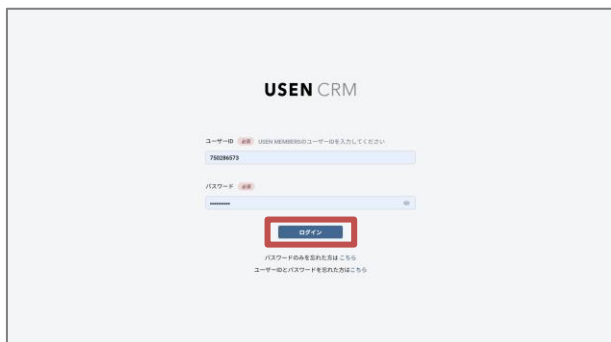 USEN CRM
ユーザーID 必須 USEN MEMBERSのユーザーIDを入力してください
750286573
パスワード 必須
ログイン
パスワードのみを忘れた方は こちら
ユーザーIDとパスワードを忘れた方はこちら